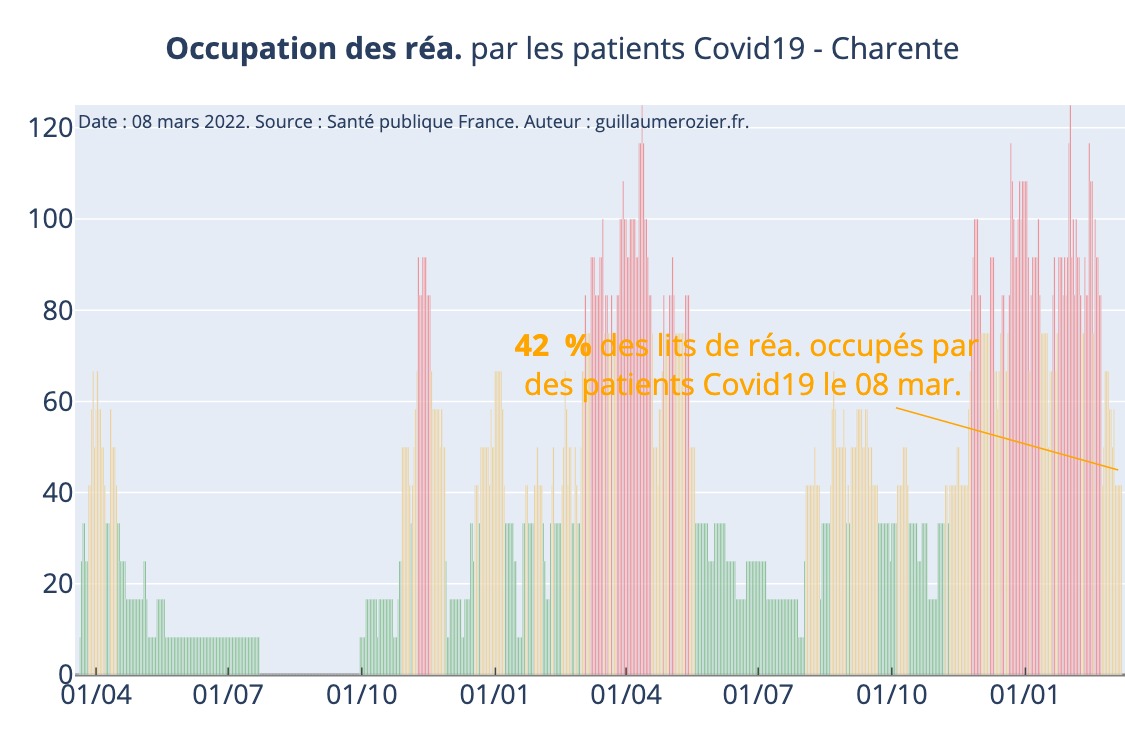 Occupation des réa. par les patients Covid19 - Charente
Date : 08 mars 2022. Source : Santé publique France. Auteur : guillaumerozier.fr.
120
100
80
60
40
20
0
42 % des lits de réa. occupés par
des patients Covid19 le 08 mar.
01/04 01/07 01/10 01/01 01/04 01/07 01/10 01/01